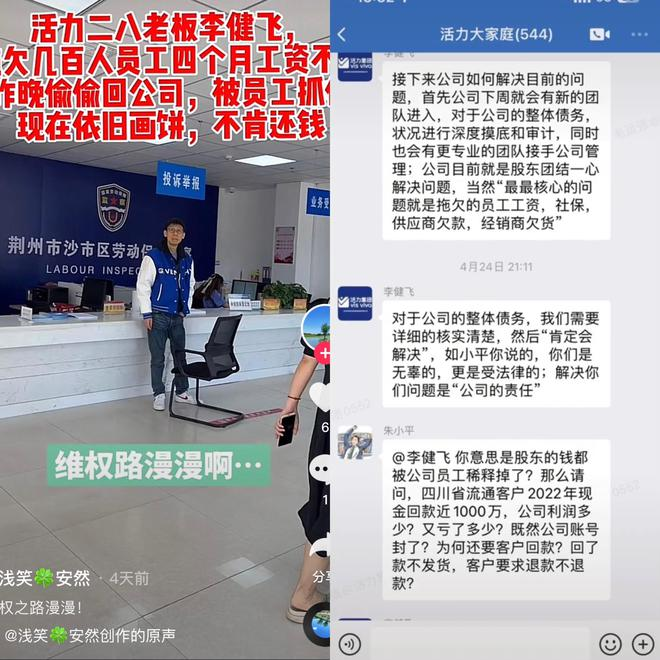 活力二八老板李健飞，
欠几百人员工四个月工资不
昨晚偷偷回公司，被员工抓
现在依旧画饼，不肯还钱
投诉举报
业务受
荆州市沙市区劳动保
LABOUR INSPEC
维权路漫漫啊…
浅笑🍀安然 · 4天前
权之路漫漫！
@浅笑🍀安然创作的原声
分享
活力大家庭(544)
李健飞
接下来公司如何解决目前的问
题，首先公司下周就会有新的团
队进入，对于公司的整体债务，
状况进行深度摸底和审计，同时
也会有更专业的团队接手公司管
理；公司目前就是股东团结一心
解决问题，当然“最最核心的问
题就是拖欠的员工工资，社保，
供应商欠款，经销商欠货”
4月24日 21:11
李健飞
对于公司的整体债务，我们需要
详细的核实清楚，然后“肯定会
解决”，如小平你说的，你们是
无辜的，更是受法律的；解决你
们问题是“公司的责任”
朱小平
@李健飞 你意思是股东的钱都
被公司员工稀释掉了？那么请
问，四川省流通客户2022年现
金回款近1000万，公司利润多
少？又亏了多少？既然公司账号
封了？为何还要客户回款？回了
款不发货，客户要求退款不退
款？